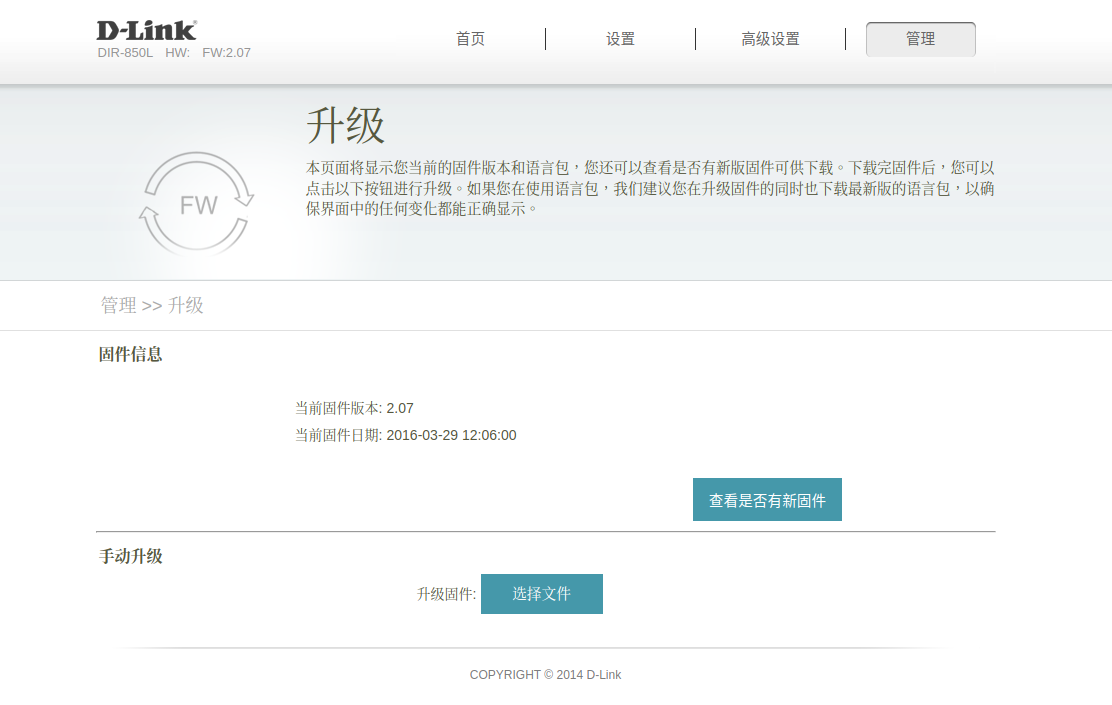 D-Link®
DIR-850L HW: FW:2.07
首页 设置 高级设置 管理
升级
本页面将显示您当前的固件版本和语言包，您还可以查看是否有新版固件可供下载。下载完固件后，您可以
点击以下按钮进行升级。如果您在使用语言包，我们建议您在升级固件的同时也下载最新版的语言包，以确
保界面中的任何变化都能正确显示。
FW
管理 >> 升级
固件信息
当前固件版本: 2.07
当前固件日期: 2016-03-29 12:06:00
查看是否有新固件
手动升级
升级固件: 选择文件
COPYRIGHT © 2014 D-Link